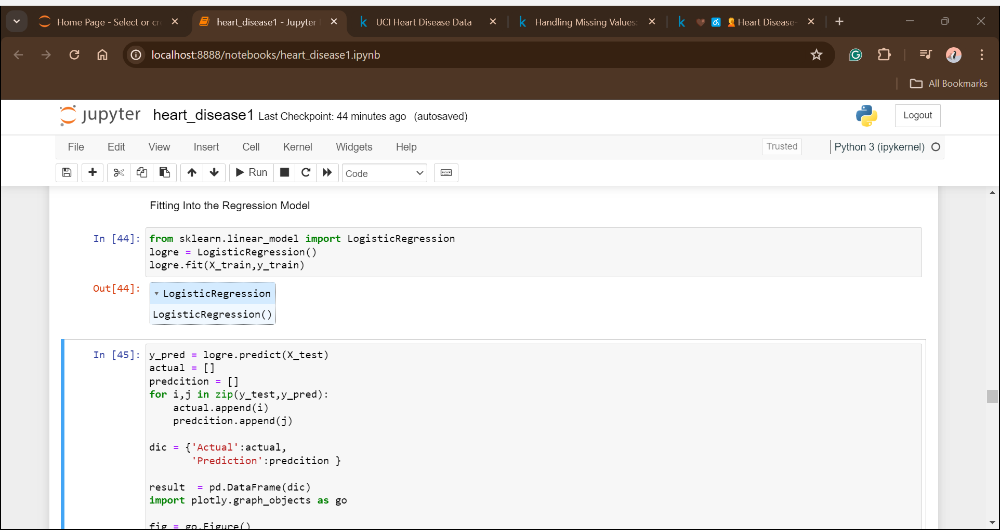 Home Page - Select or cr
heart_disease1 - Jupyter
UCI Heart Disease Data
Handling Missing Values:
Heart Disease-
localhost:8888/notebooks/heart_disease1.ipynb
All Bookmarks
jupyter heart_disease1 Last Checkpoint: 44 minutes ago (autosaved)
Logout
File Edit View Insert Cell Kernel Widgets Help
Trusted
Python 3 (ipykernel)
Run
Code
Fitting Into the Regression Model
In [44]: from sklearn.linear_model import LogisticRegression
logre = LogisticRegression()
logre.fit(X_train,y_train)
Out[44]: LogisticRegression
LogisticRegression()
In [45]: y_pred = logre.predict(X_test)
actual = []
predcition = []
for i,j in zip(y_test,y_pred):
    actual.append(i)
    predcition.append(j)
dic = {'Actual':actual,
       'Prediction':predcition }
result  = pd.DataFrame(dic)
import plotly.graph_objects as go
fig = go.Figure()